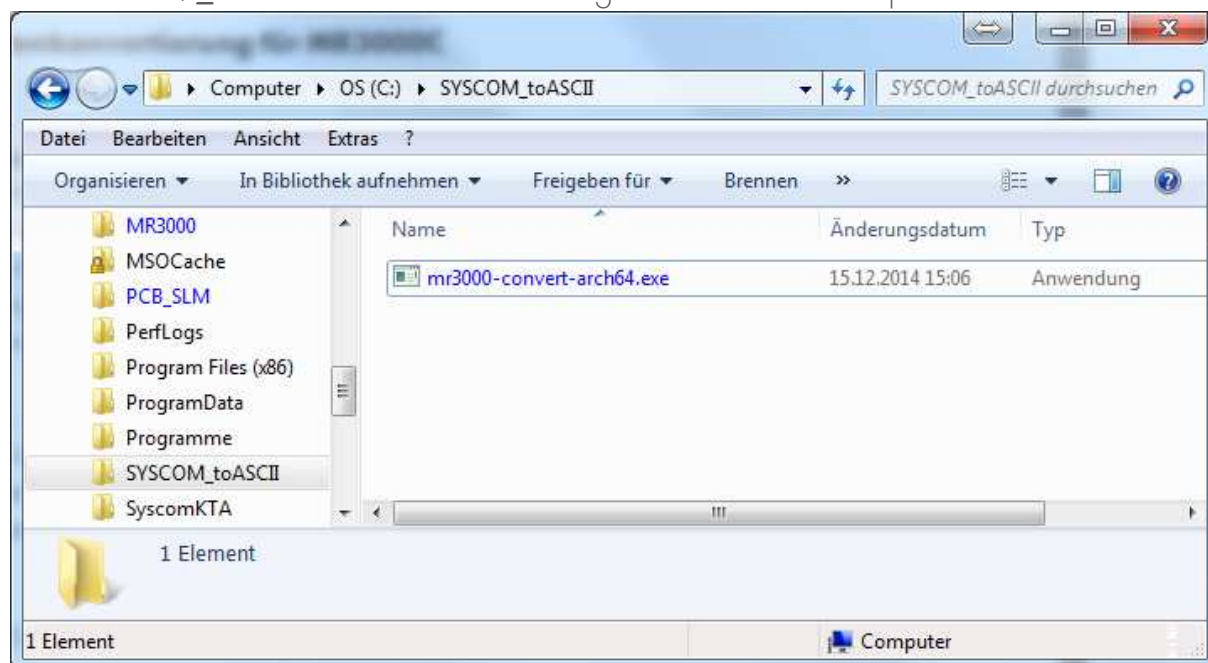 Computer ▸ OS (C:) ▸ SYSCOM_toASCII
SYSCOM_toASCII durchsuchen
Datei Bearbeiten Ansicht Extras ?
Organisieren In Bibliothek aufnehmen Freigeben für Brennen »
MR3000
MSOCache
PCB_SLM
PerfLogs
Program Files (x86)
ProgramData
Programme
SYSCOM_toASCII
SyscomKTA
Name Änderungsdatum Typ
mr3000-convert-arch64.exe 15.12.2014 15:06 Anwendung
1 Element
1 Element Computer